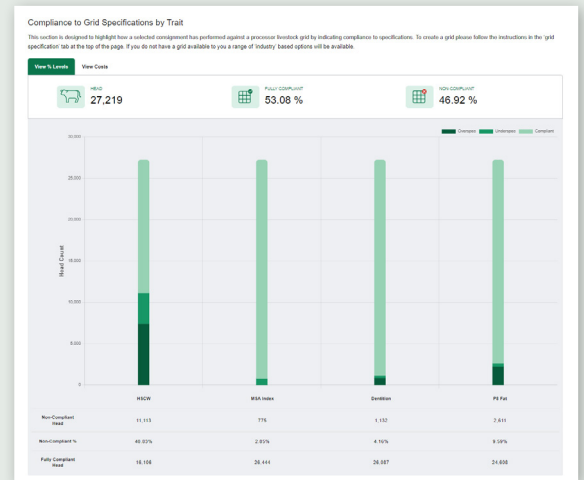 Compliance to Grid Specifications by Trait
This section is designed to highlight how a selected consignment has performed against a processor livestock grid by indicating compliance to specifications. To create a grid please follow the instructions in the 'grid
specification' tab at the top of the page. If you do not have a grid available to you a range of 'industry' based options will be available.
View % Levels View Costs
HEAD
27,219
FULLY COMPLIANT
53.08 %
NON-COMPLIANT
46.92 %
Overspec Underspec Compliant
30,000
25,000
20,000
15,000
10,000
5,000
0
Head Count
HSCW MSA Index Dentition P8 Fat
Non-Compliant
Head
11,113 775 1,132 2,611
Non-Compliant %
40.83% 2.85% 4.16% 9.59%
Fully Compliant
Head
16,106 26,444 26,087 24,608